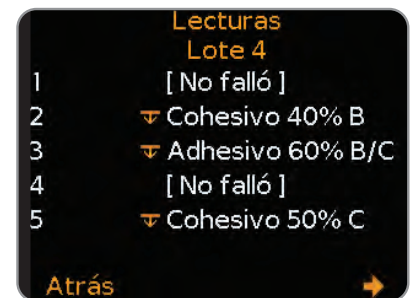 Lecturas
Lote 4
1 [ No falló ]
2 Cohesivo 40% B
3 Adhesivo 60% B/C
4 [ No falló ]
5 Cohesivo 50% C
Atrás